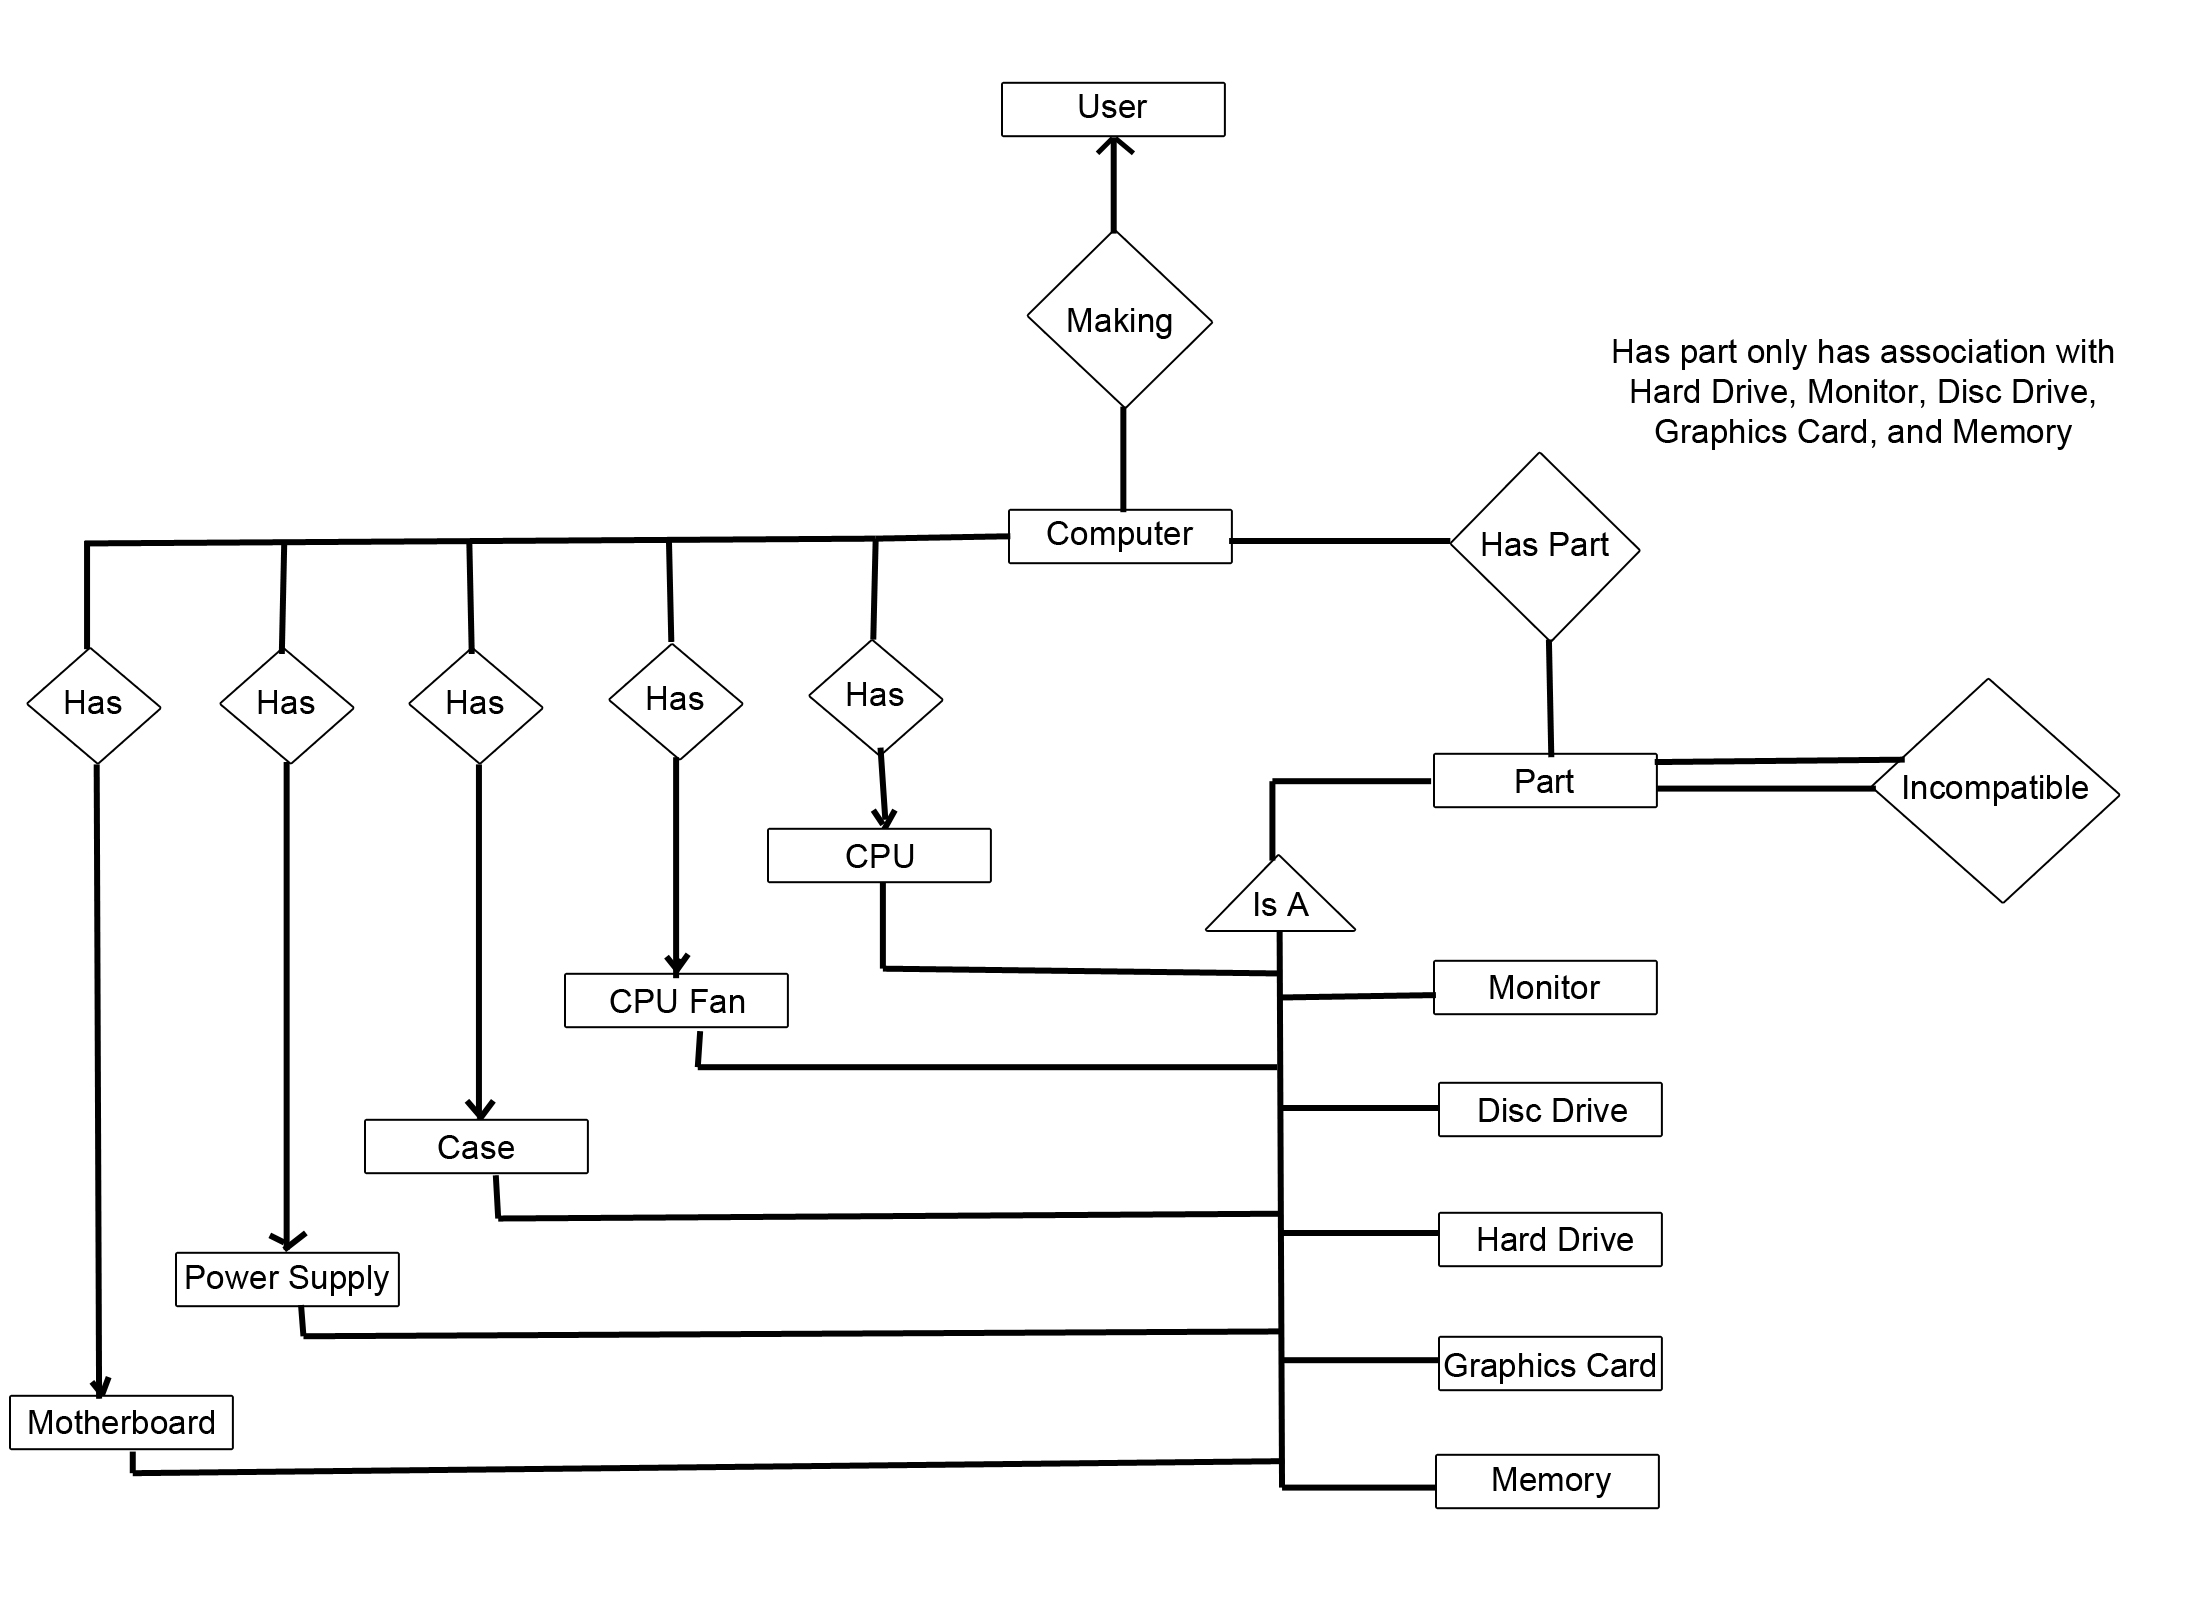 User
Making
Has part only has association with
Hard Drive, Monitor, Disc Drive,
Graphics Card, and Memory
Computer
Has Part
Has
Has
Has
Has
Has
Part
Incompatible
CPU
Is A
Monitor
CPU Fan
Disc Drive
Case
Hard Drive
Power Supply
Graphics Card
Motherboard
Memory